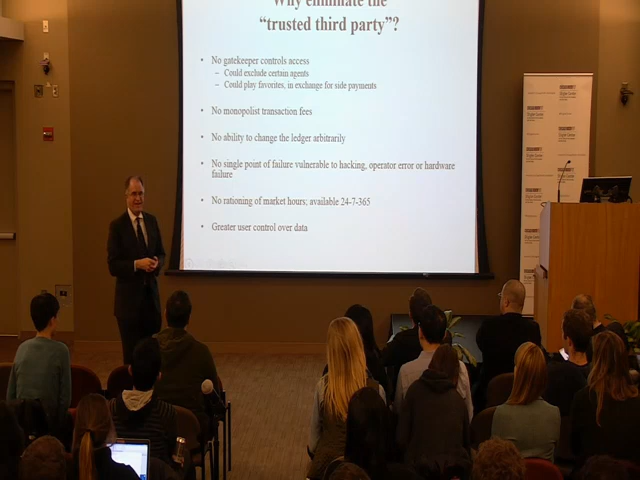 Why eliminate the
“trusted third party”?
• No gatekeeper controls access
– Could exclude certain agents
– Could play favorites, in exchange for side payments
• No monopolist transaction fees
• No ability to change the ledger arbitrarily
• No single point of failure vulnerable to hacking, operator error or hardware
failure
• No rationing of market hours; available 24-7-365
• Greater user control over data